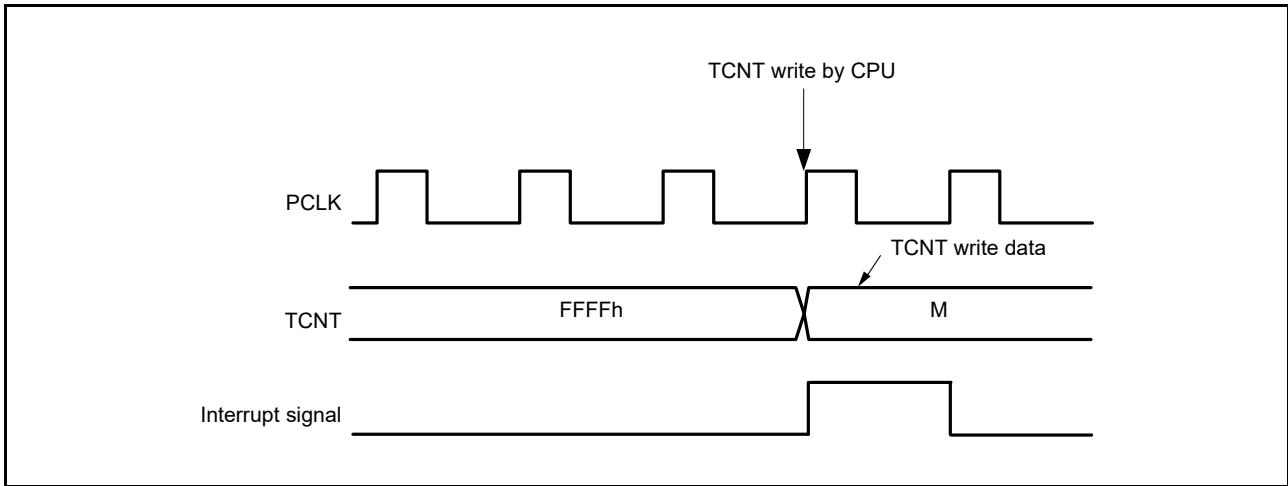 TCNT write by CPU
PCLK
TCNT write data
TCNT
FFFFh
M
Interrupt signal